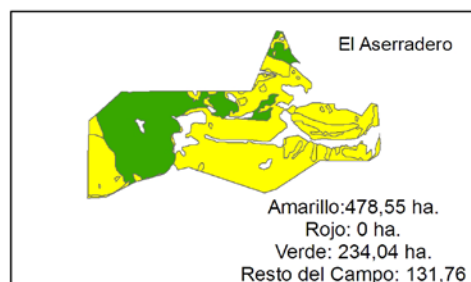 El Aserradero
Amarillo:478,55 ha.
Rojo: 0 ha.
Verde: 234,04 ha.
Resto del Campo: 131,76